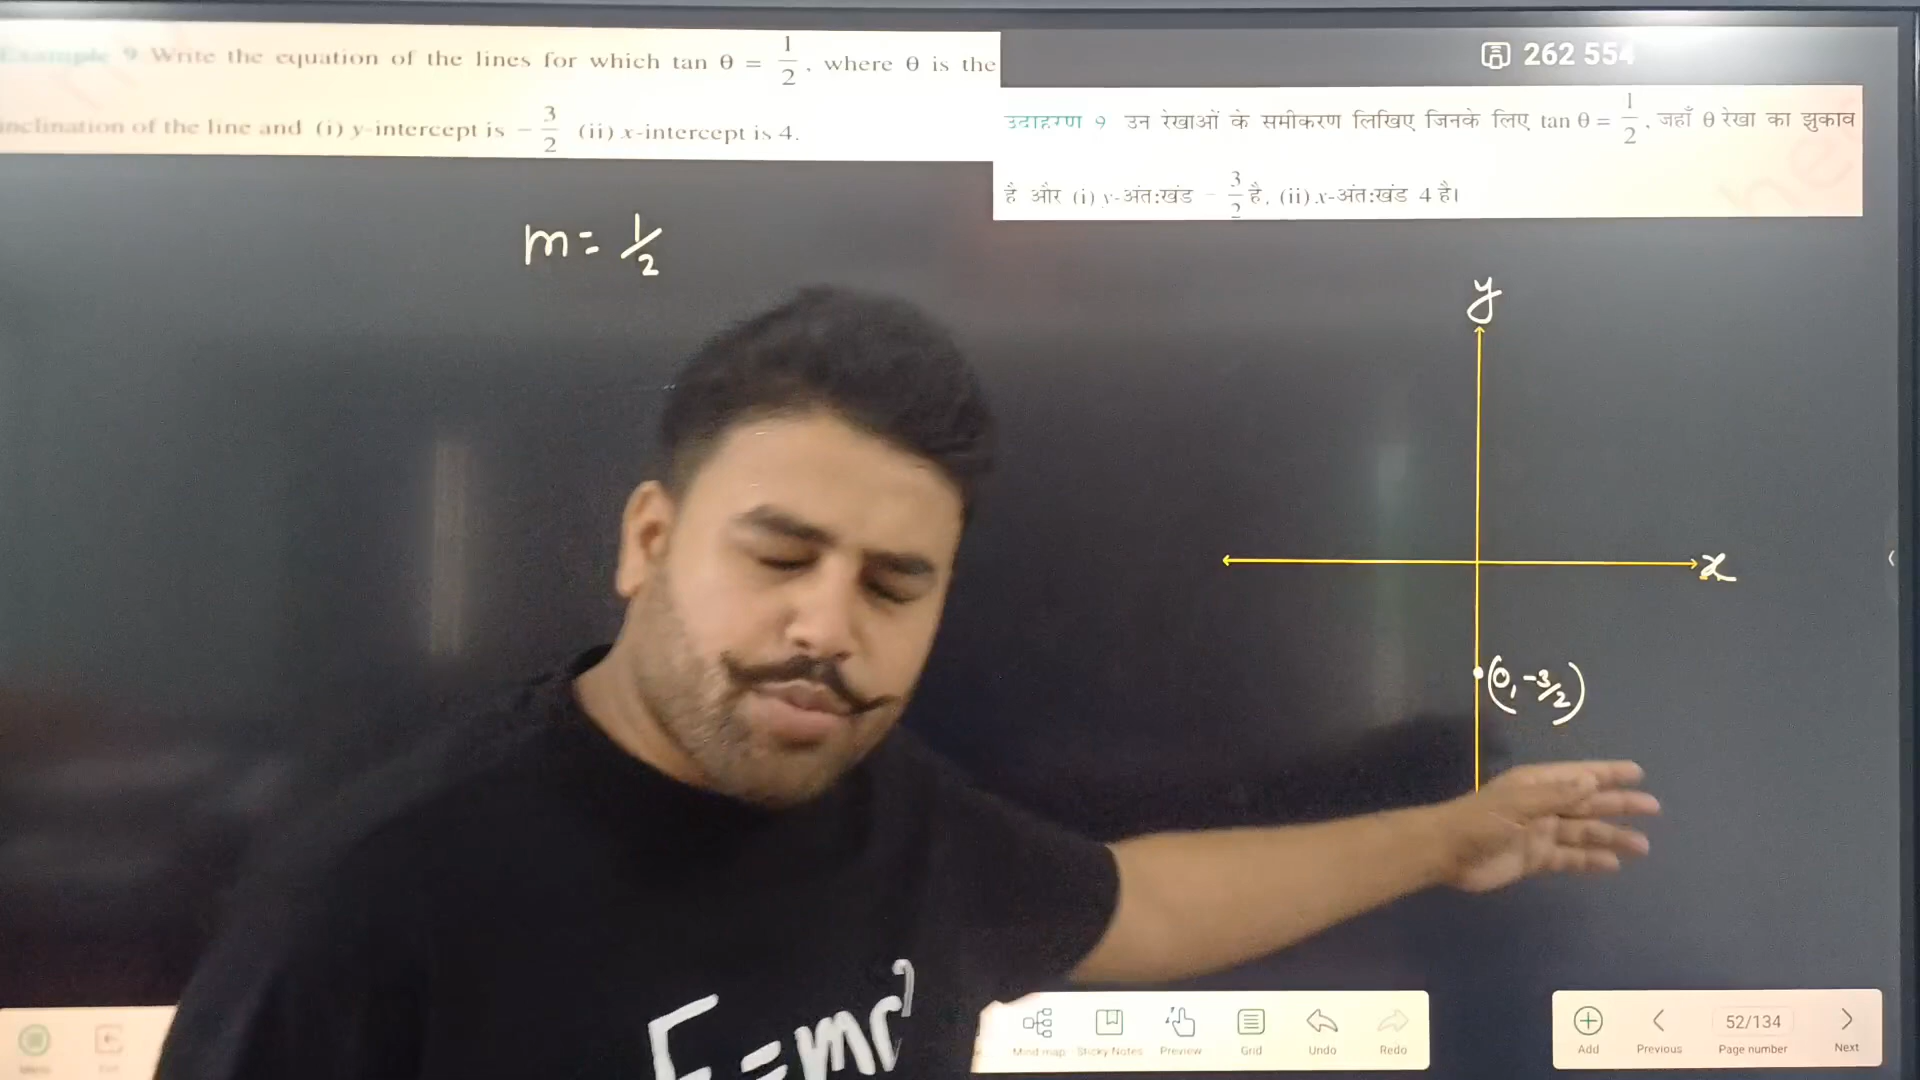 Example 9 Write the equation of the lines for which tan θ = 1/2, where θ is the
inclination of the line and (i) y-intercept is − 3/2 (ii) x-intercept is 4.
262 554
उदाहरण 9 उन रेखाओं के समीकरण लिखिए जिनके लिए tan θ = 1/2, जहाँ θ रेखा का झुकाव
है और (i) y-अंत:खंड − 3/2 है, (ii) x-अंत:खंड 4 है।
m = 1/2
y
x
(0, -3/2)
=mr²
Menu
Exit
Mind map
Sticky Notes
Preview
Grid
Undo
Redo
Add
Previous
52/134
Page number
Next